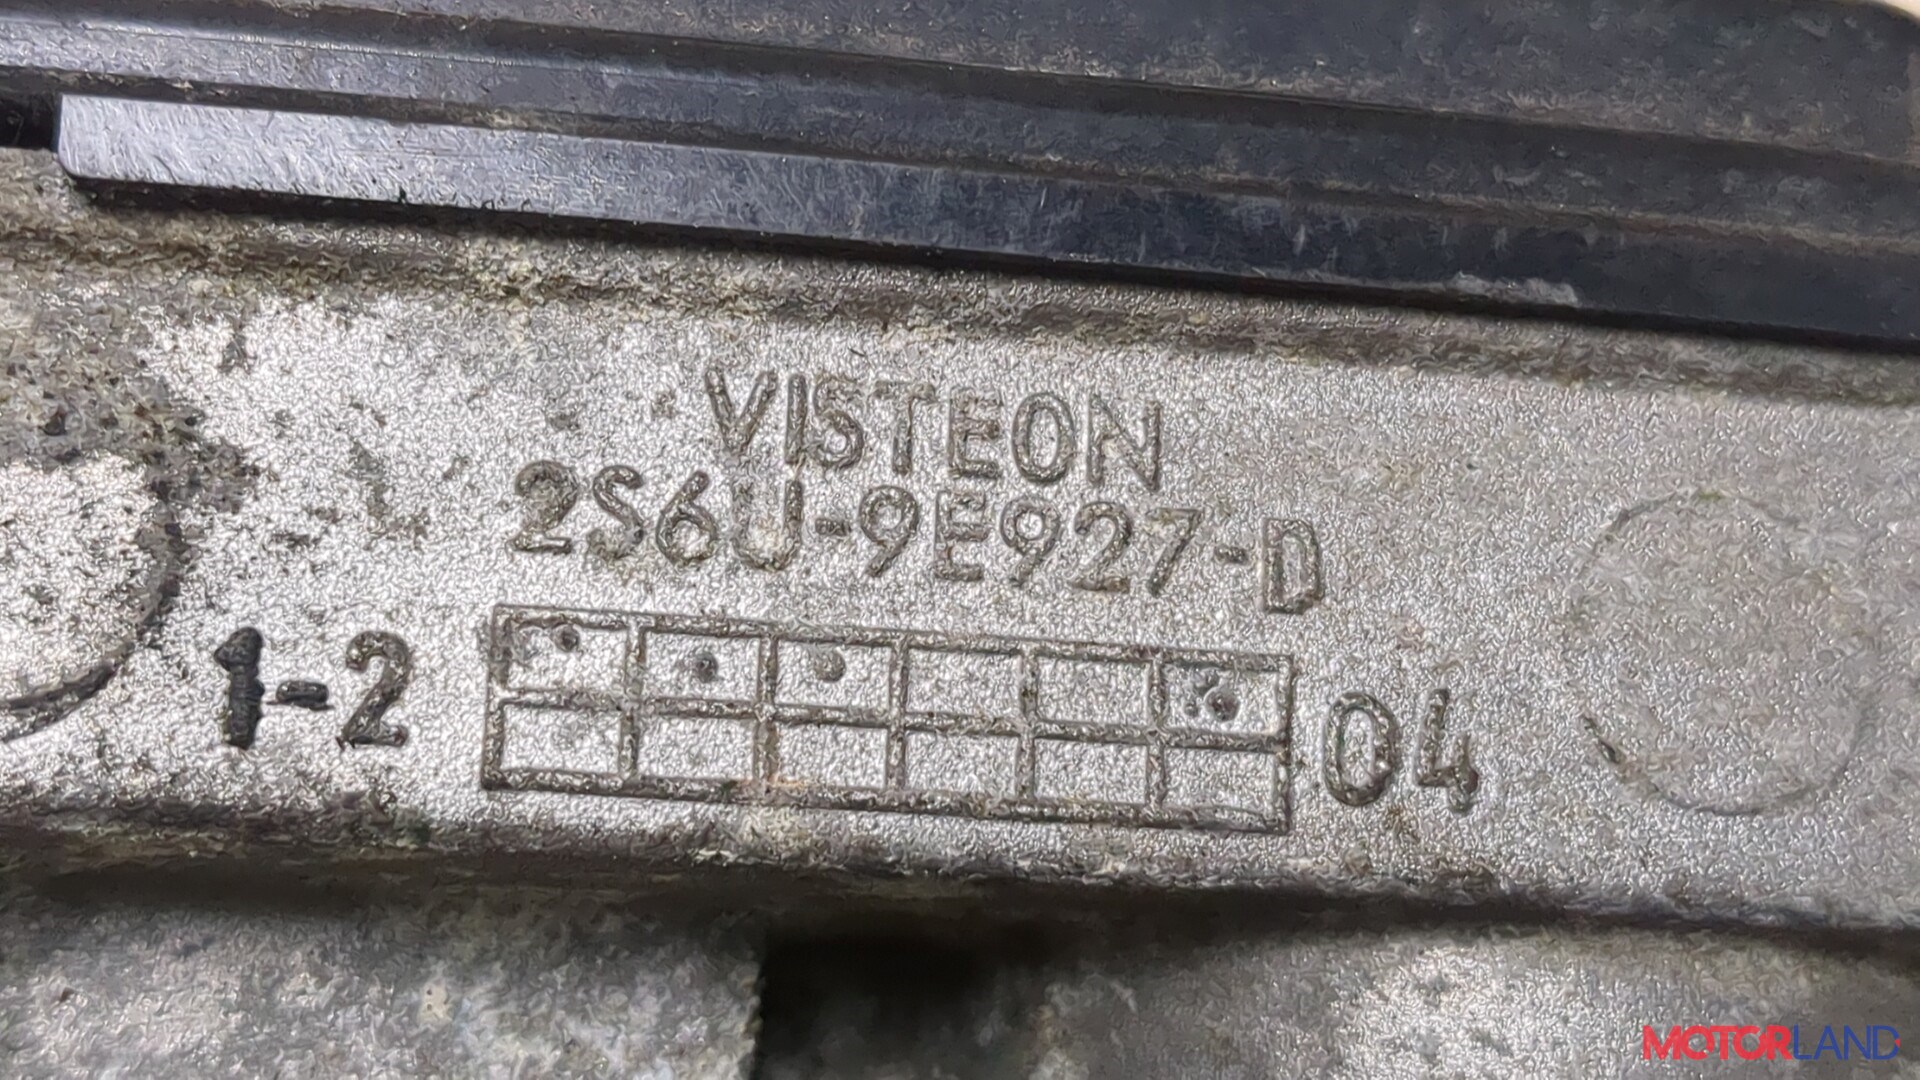 VISTEON
2S6U-9E927-D
1-2 04
MOTORLAND